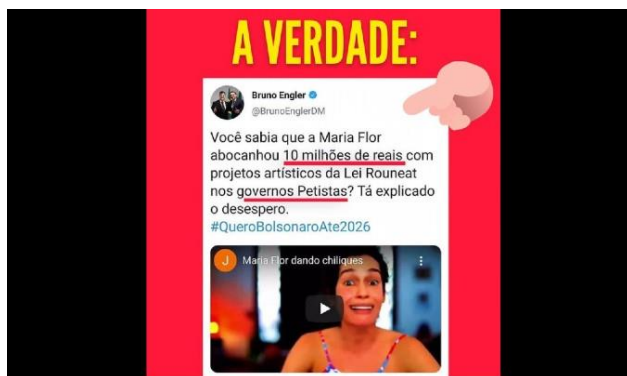 A VERDADE:
Bruno Engler
@BrunoEnglerDM
Você sabia que a Maria Flor
abocanhou 10 milhões de reais com
projetos artísticos da Lei Rouneat
nos governos Petistas? Tá explicado
o desespero.
#QueroBolsonaroAte2026
J
Maria Flor dando chiliques